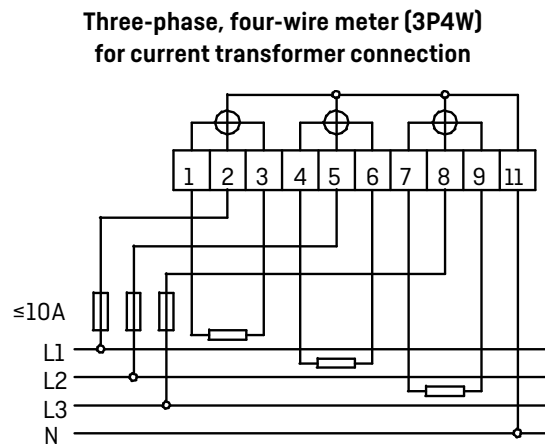 Three-phase, four-wire meter (3P4W)
for current transformer connection
1 2 3 4 5 6 7 8 9 11
≤10A
L1
L2
L3
N